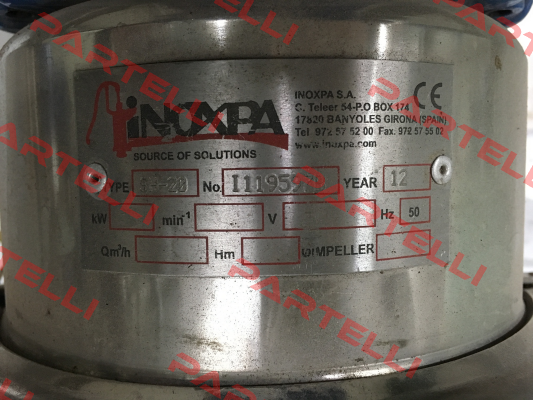 iNOXPA
SOURCE OF SOLUTIONS
INOXPA S.A.
C. Teleer 54-P.O BOX 174
17820 BANYOLES GIRONA (SPAIN)
Tel. 972 57 52 00 Fax. 972 57 55 02
www.inoxpa.com
CE
TYPE No. YEAR 12
kW min-¹ V Hz 50
Qm³/h Hm ØIMPELLER
PARTELLI
PARTELLI
PARTELLI
PARTELLI
PARTELLI
PARTELLI